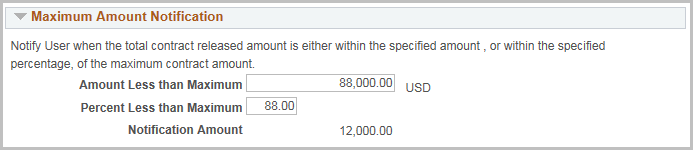 Maximum Amount Notification
Notify User when the total contract released amount is either within the specified amount , or within the specified
percentage, of the maximum contract amount.
Amount Less than Maximum 88,000.00 USD
Percent Less than Maximum 88.00
Notification Amount 12,000.00